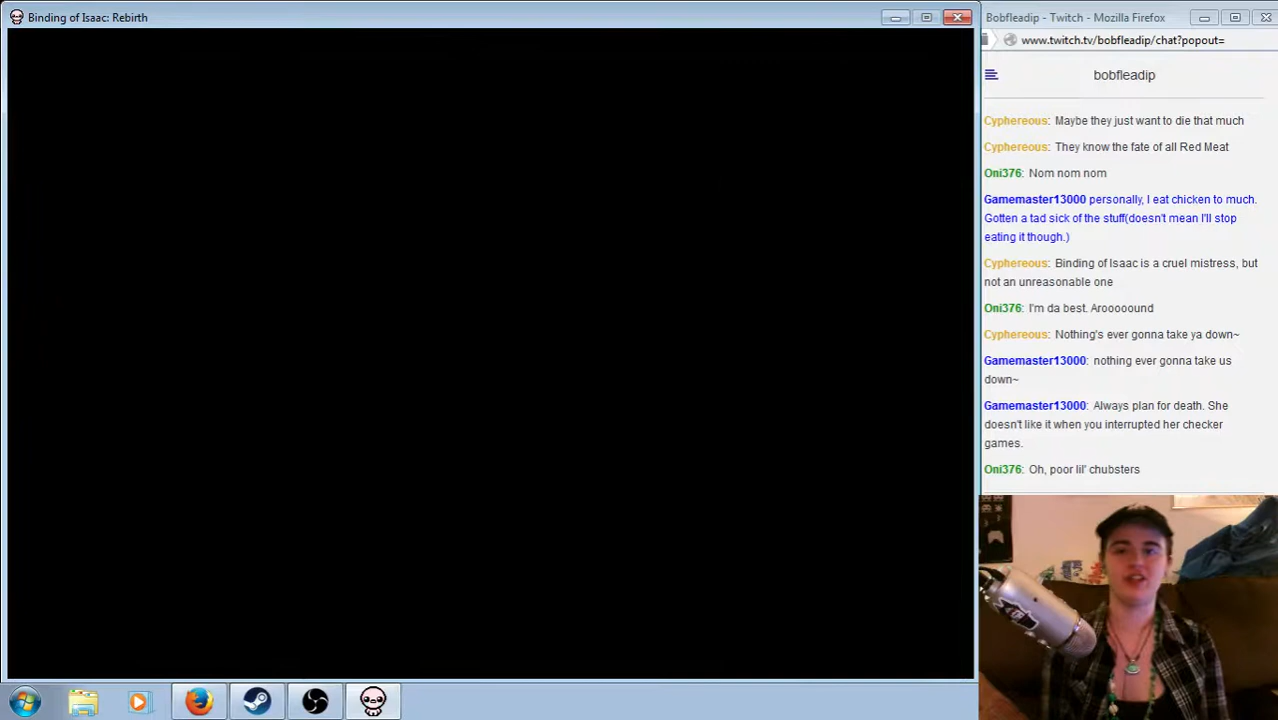 Binding of Isaac: Rebirth
Bobfleadip - Twitch - Mozilla Firefox
www.twitch.tv/bobfleadip/chat?popout=
bobfleadip
Cyphereous: Maybe they just want to die that much
Cyphereous: They know the fate of all Red Meat
Oni376: Nom nom nom
Gamemaster13000 personally, I eat chicken to much.
Gotten a tad sick of the stuff(doesn't mean I'll stop
eating it though.)
Cyphereous: Binding of Isaac is a cruel mistress, but
not an unreasonable one
Oni376: I'm da best. Arooooound
Cyphereous: Nothing's ever gonna take ya down~
Gamemaster13000: nothing ever gonna take us
down~
Gamemaster13000: Always plan for death. She
doesn't like it when you interrupted her checker
games.
Oni376: Oh, poor lil' chubsters